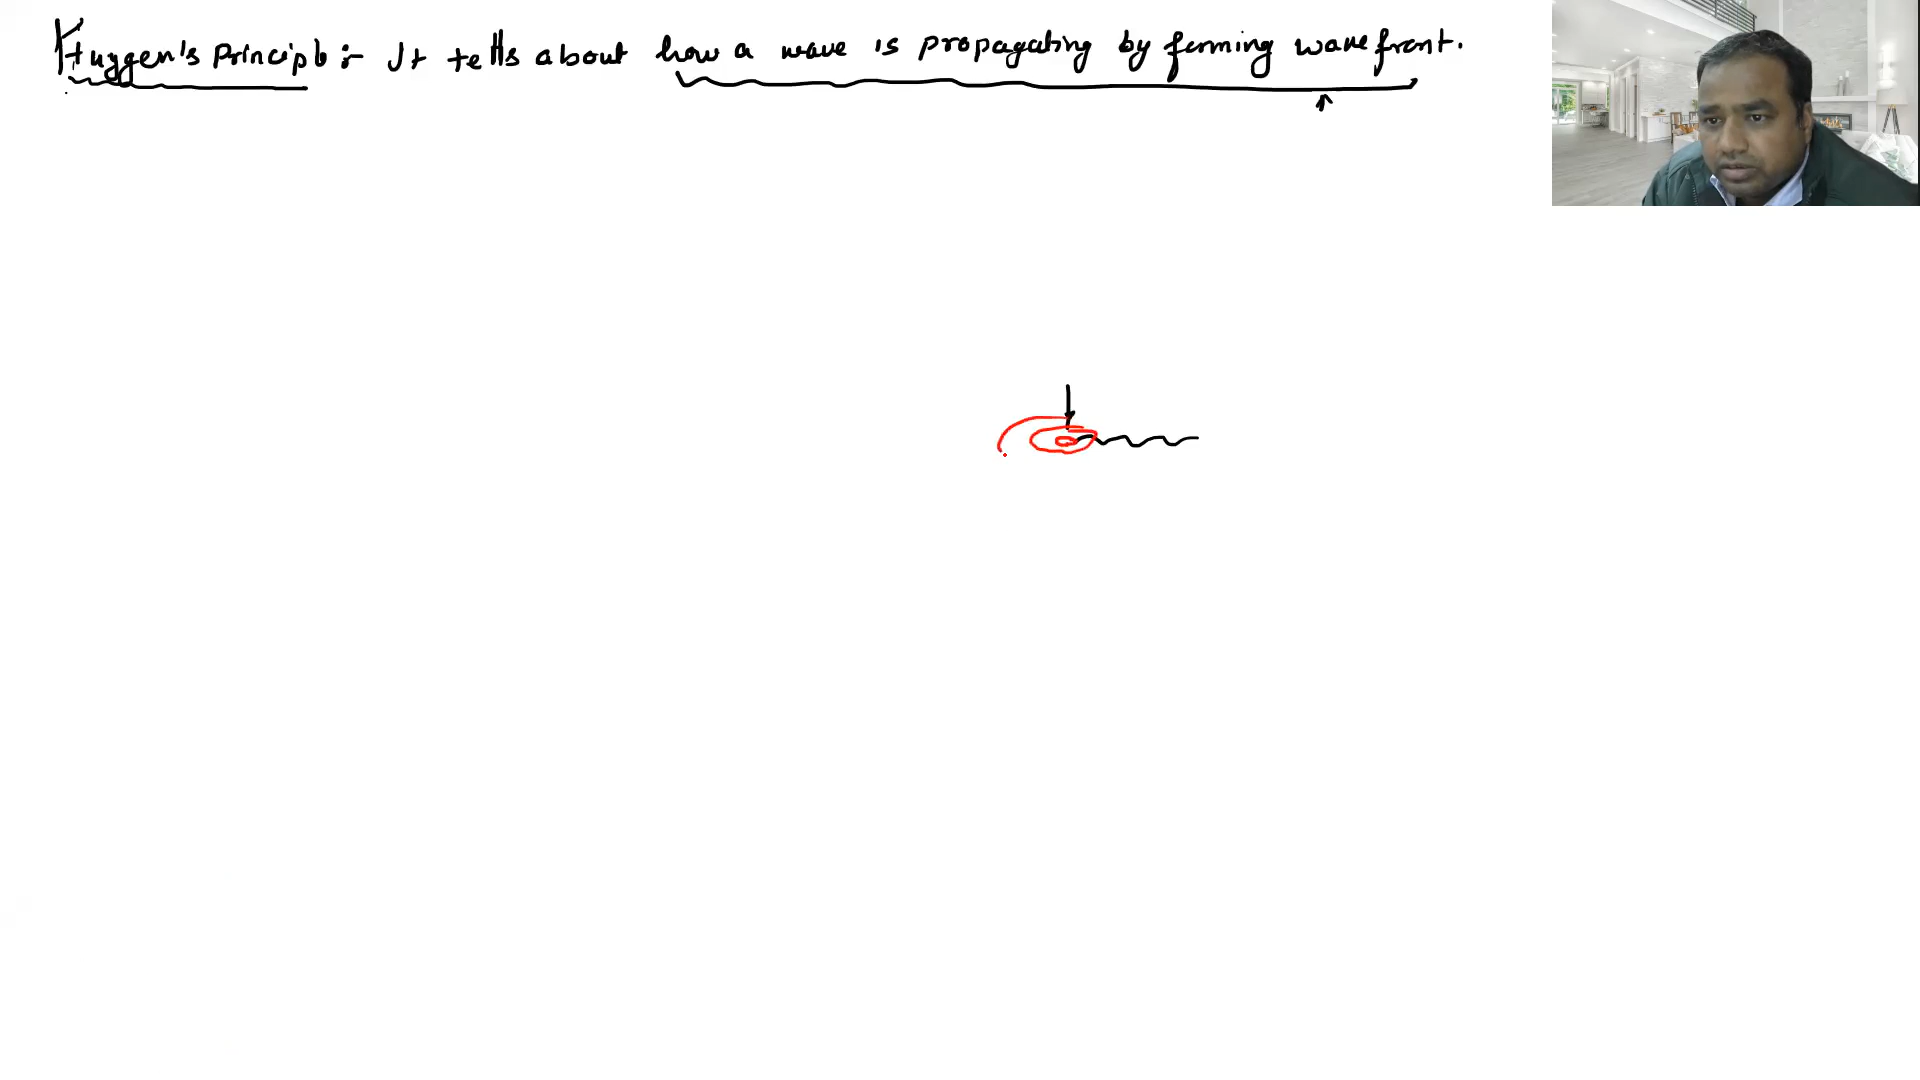 Huygen's Principle :- It tells about how a wave is propagating by forming wavefront.